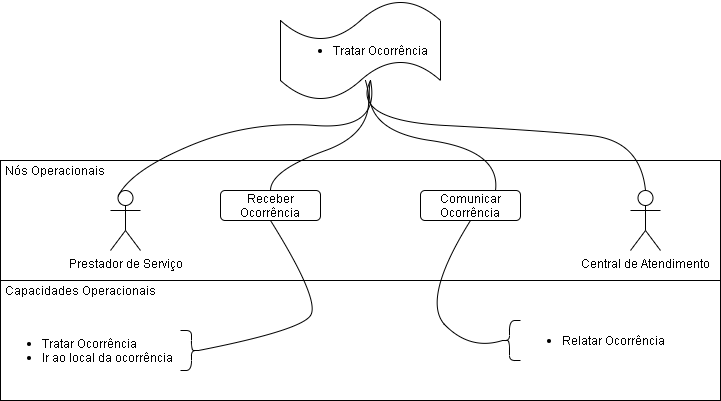 • Tratar Ocorrência
Nós Operacionais
Receber
Ocorrência
Comunicar
Ocorrência
Prestador de Serviço
Central de Atendimento
Capacidades Operacionais
• Tratar Ocorrência
• Ir ao local da ocorrência
• Relatar Ocorrência